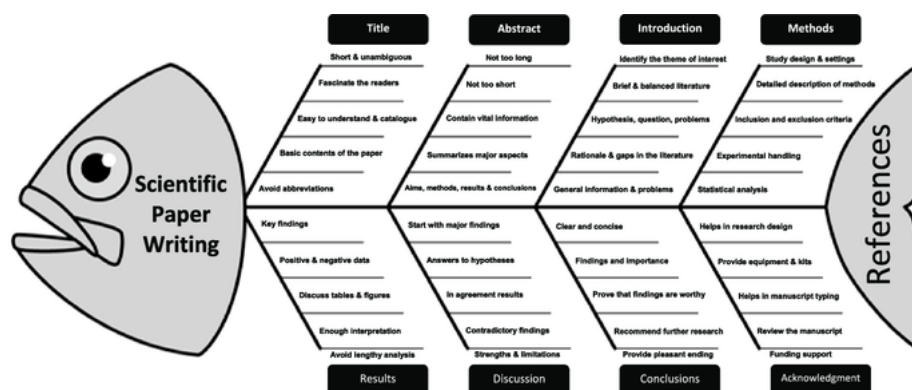 Title
Abstract
Introduction
Methods
Short & unambiguous
Fascinate the readers
Easy to understand & catalogue
Basic contents of the paper
Avoid abbreviations
Not too long
Not too short
Contain vital information
Summarizes major aspects
Aims, methods, results & conclusions
Identify the theme of interest
Brief & balanced literature
Hypothesis, question, problems
Rationale & gaps in the literature
General information & problems
Study design & settings
Detailed description of methods
Inclusion and exclusion criteria
Experimental handling
Statistical analysis
Scientific
Paper
Writing
References
Key findings
Positive & negative data
Discuss tables & figures
Enough interpretation
Avoid lengthy analysis
Start with major findings
Answers to hypotheses
In agreement results
Contradictory findings
Strengths & limitations
Clear and concise
Findings and importance
Prove that findings are worthy
Recommend further research
Provide pleasant ending
Helps in research design
Provide equipment & kits
Helps in manuscript typing
Review the manuscript
Funding support
Results
Discussion
Conclusions
Acknowledgment